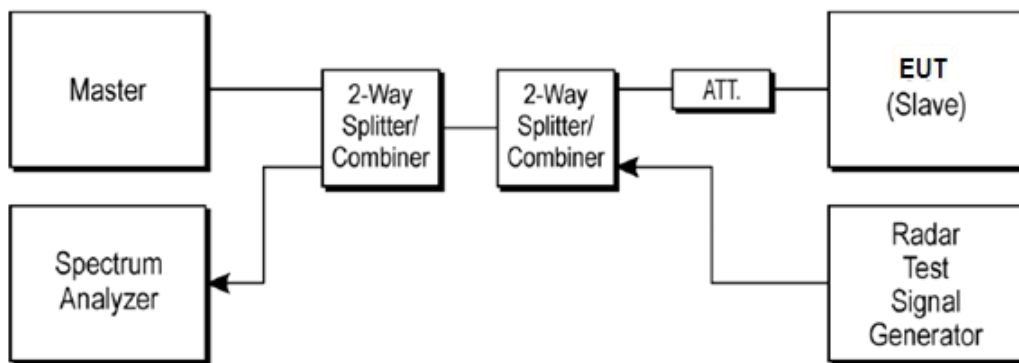 Master
2-Way
Splitter/
Combiner
2-Way
Splitter/
Combiner
ATT.
EUT
(Slave)
Spectrum
Analyzer
Radar
Test
Signal
Generator